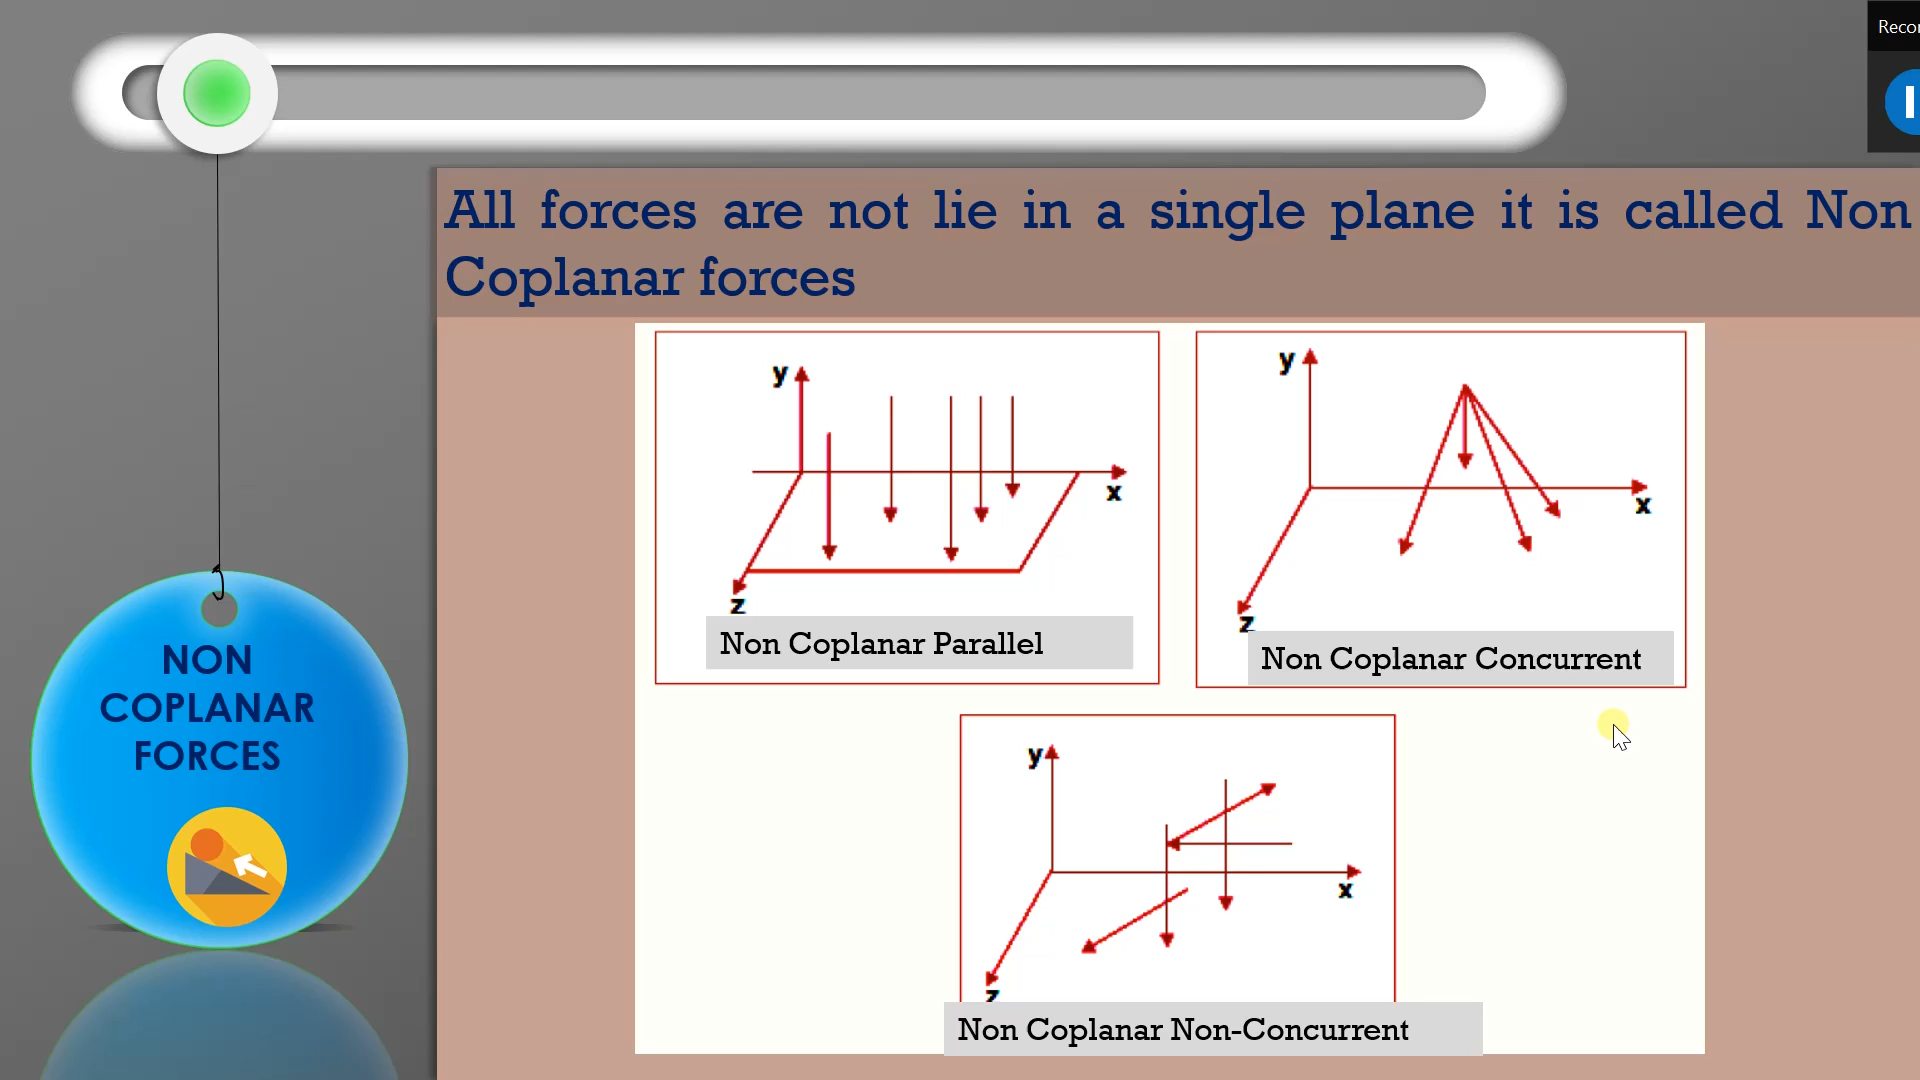 Recor
All forces are not lie in a single plane it is called Non
Coplanar forces
y
x
z
Non Coplanar Parallel
y
x
z
Non Coplanar Concurrent
NON
COPLANAR
FORCES
y
x
z
Non Coplanar Non-Concurrent